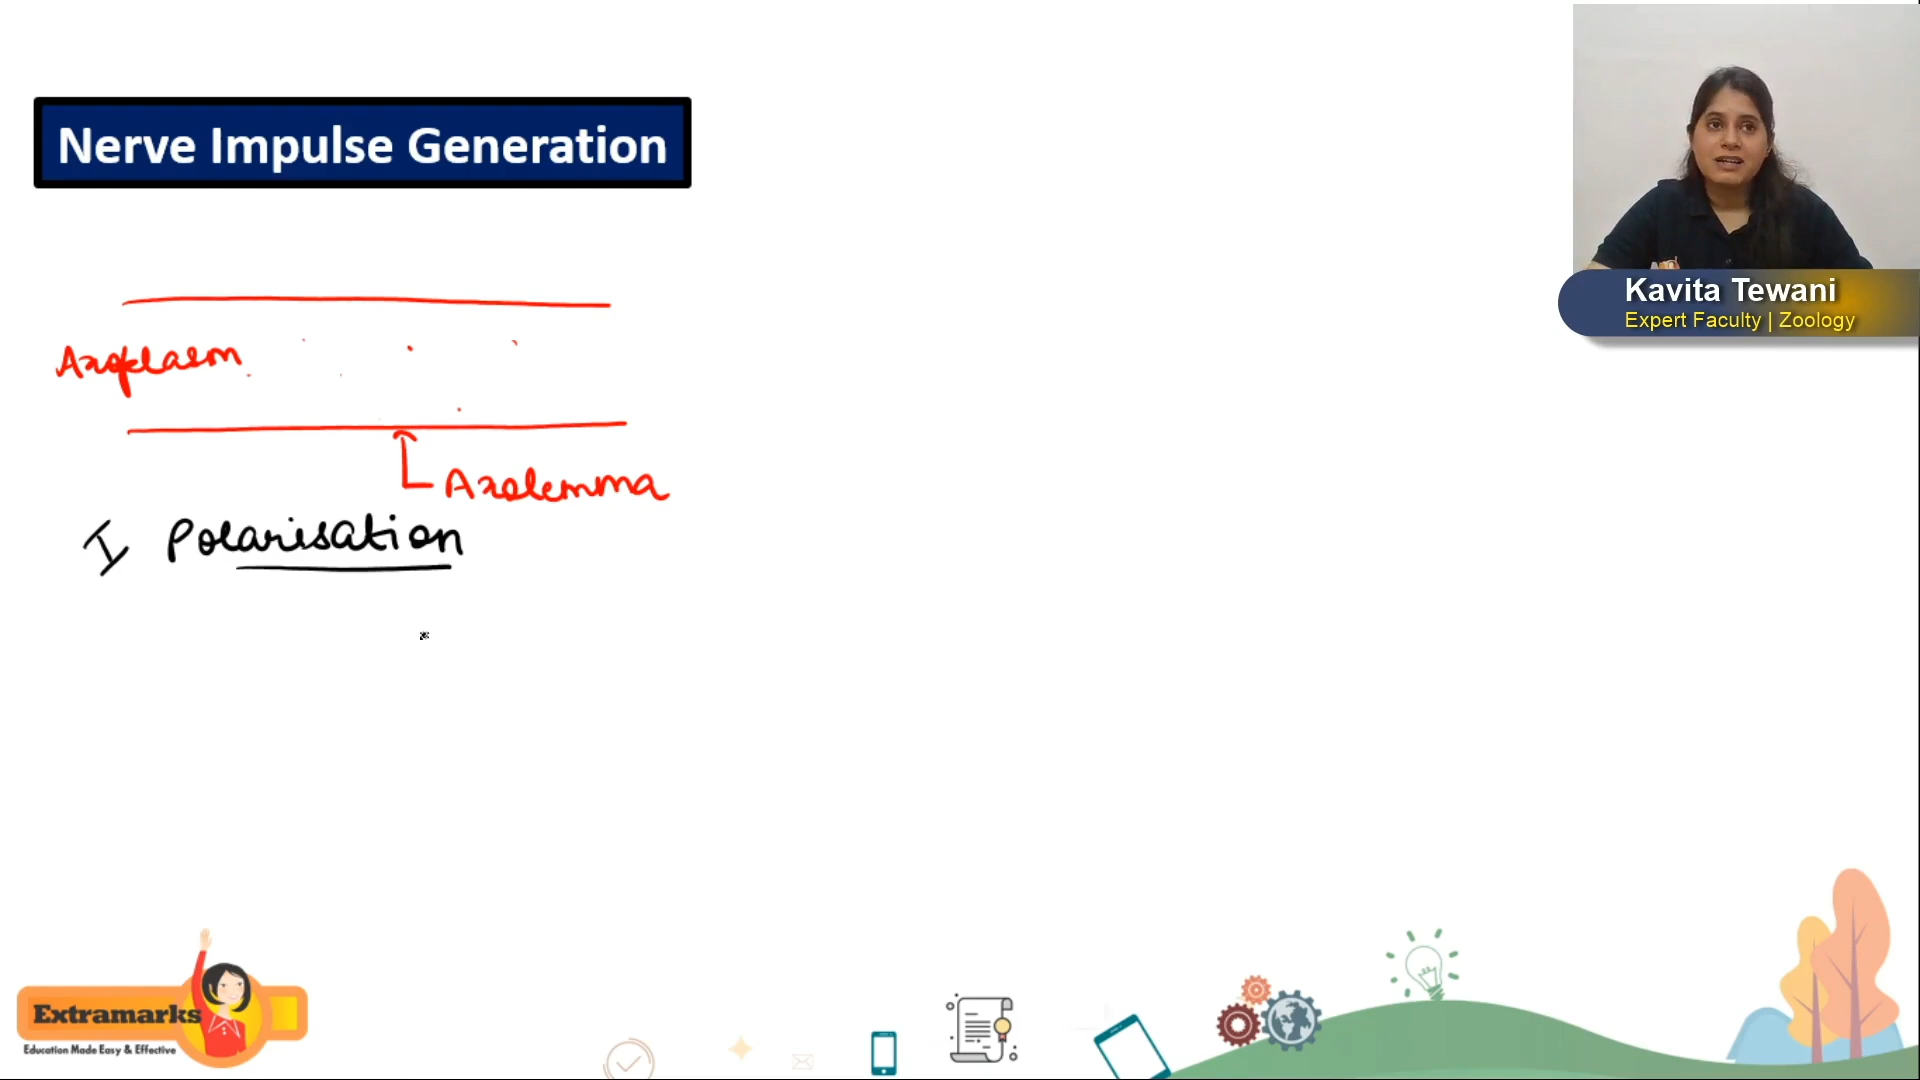 Nerve Impulse Generation
Kavita Tewani
Expert Faculty | Zoology
Axoplasm
Axolemma
I Polarisation
Extramarks
Education Made Easy & Effective